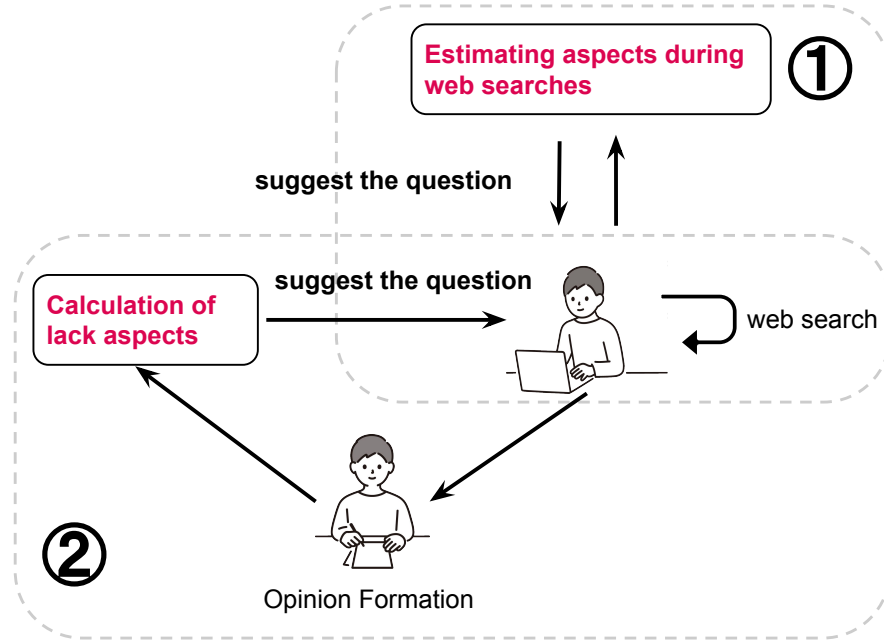 Estimating aspects during
web searches
①
suggest the question
suggest the question
Calculation of
lack aspects
web search
②
Opinion Formation